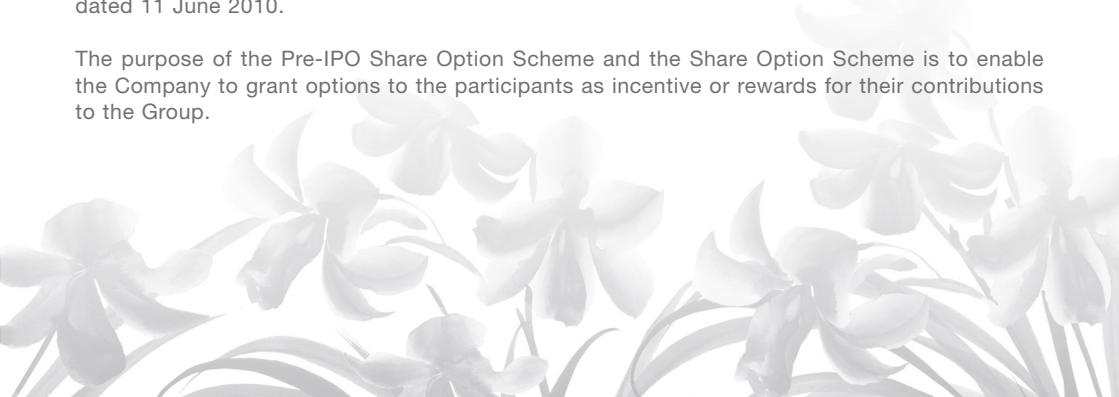 dated 11 June 2010.
The purpose of the Pre-IPO Share Option Scheme and the Share Option Scheme is to enable
the Company to grant options to the participants as incentive or rewards for their contributions
to the Group.